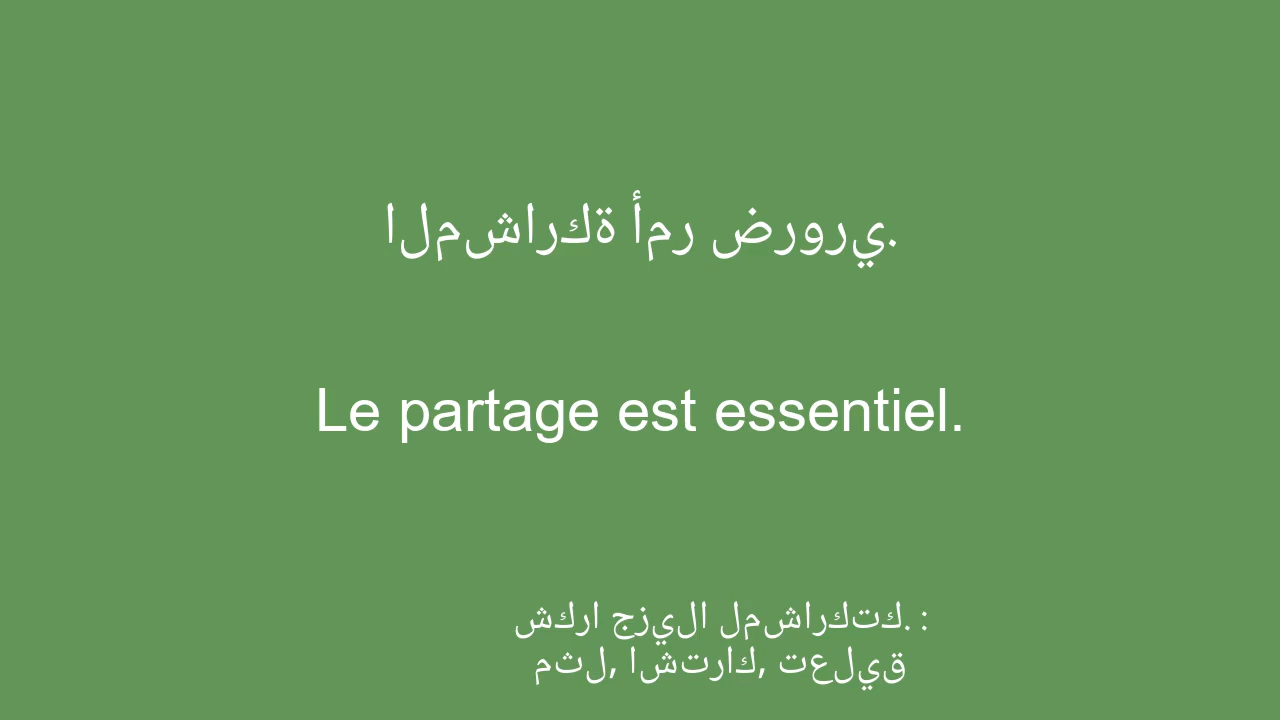 المشاركة أمر ضروري.
Le partage est essentiel.
شكرا جزيلا لمشاركتك. :
مثل, اشتراك, تعليق